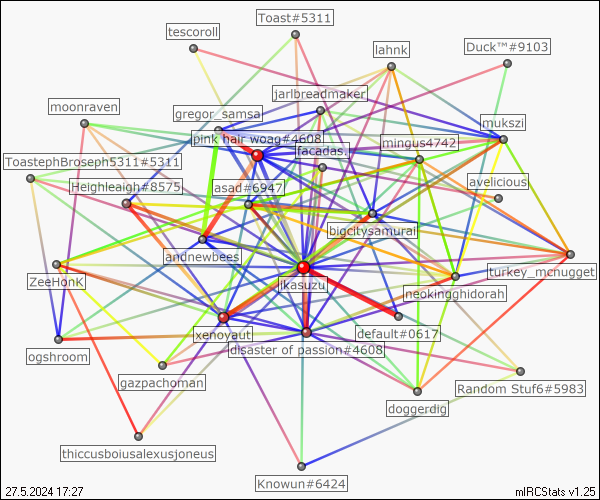 Toast#5311
tescoroll
lahnk
Duck™#9103
jarlbreadmaker
moonraven
gregor_samsa
mukszi
pink hair woag#4608
mingus4742
facadas.
ToastephBroseph5311#5311
Heighleaigh#8575
asad#6947
avelicious
bigcitysamurai
andnewbees
turkey_mcnugget
ZeeHonK
jkasuzu
neokingghidorah
xenoyaut
default#0617
disaster of passion#4608
ogshroom
gazpachoman
Random Stuf6#5983
doggerdig
thiccusboiusalexusjoneus
Knowun#6424
27.5.2024 17:27
mIRCStats v1.25